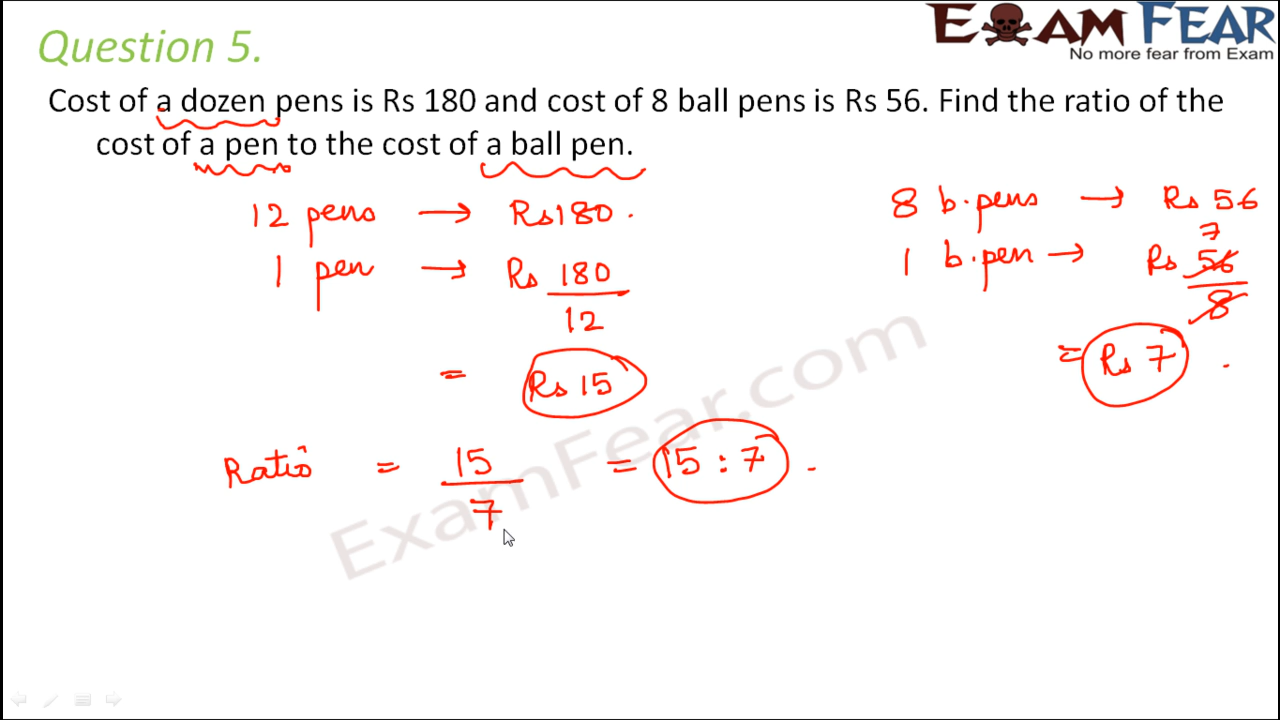 Question 5.
EXAM FEAR
No more fear from Exam
Cost of a dozen pens is Rs 180 and cost of 8 ball pens is Rs 56. Find the ratio of the
cost of a pen to the cost of a ball pen.
12 pens → Rs 180.
1 pen → Rs 180
12
= Rs 15
8 b.pens → Rs 56
7
1 b.pen → Rs 56
8
= Rs 7.
Ratio = 15 = 15 : 7.
7
ExamFear.com